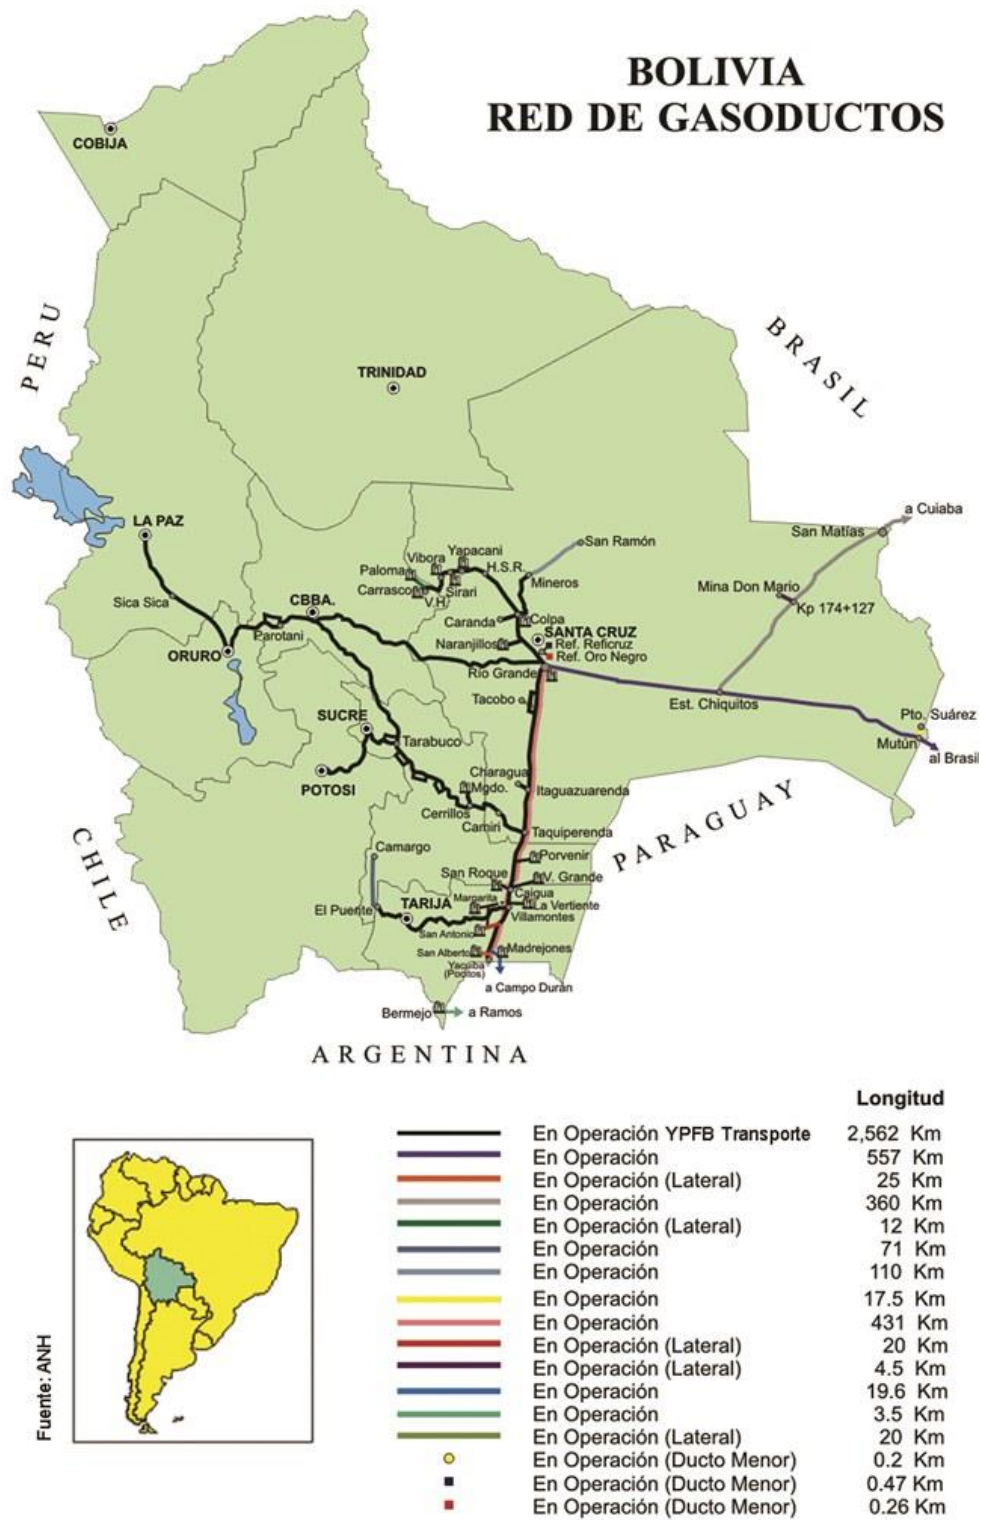 BOLIVIA
RED DE GASODUCTOS
COBIJA
PERU
BRASIL
TRINIDAD
LA PAZ
a Cuiaba
San Matías
San Ramón
Yapacani
Vibora
Paloma
H.S.R.
Carrasco
V.H.
Sirari
Mineros
Mina Don Mario
Kp 174+127
Sica Sica
CBBA.
Caranda
Colpa
Parotani
SANTA CRUZ
Naranjillos
Ref. Reficruz
ORURO
Ref. Oro Negro
Río Grande
Tacobo
Est. Chiquitos
SUCRE
Pto. Suárez
Mutún
Tarabuco
al Brasil
POTOSI
Charagua
Mgdo.
Itaguazuarenda
Cerrillos
Camiri
Taquiperenda
PARAGUAY
CHILE
Camargo
Porvenir
San Roque
V. Grande
Caigua
Margarita
La Vertiente
TARIJA
El Puente
Villamontes
San Antonio
San Alberto
Madrejones
Yacuiba
(Pocitos)
a Campo Durán
Bermejo
a Ramos
ARGENTINA
Longitud
En Operación YPFB Transporte 2,562 Km
En Operación 557 Km
En Operación (Lateral) 25 Km
En Operación 360 Km
En Operación (Lateral) 12 Km
En Operación 71 Km
En Operación 110 Km
En Operación 17.5 Km
En Operación 431 Km
En Operación (Lateral) 20 Km
En Operación (Lateral) 4.5 Km
En Operación 19.6 Km
En Operación 3.5 Km
En Operación (Lateral) 20 Km
En Operación (Ducto Menor) 0.2 Km
En Operación (Ducto Menor) 0.47 Km
En Operación (Ducto Menor) 0.26 Km
Fuente: ANH